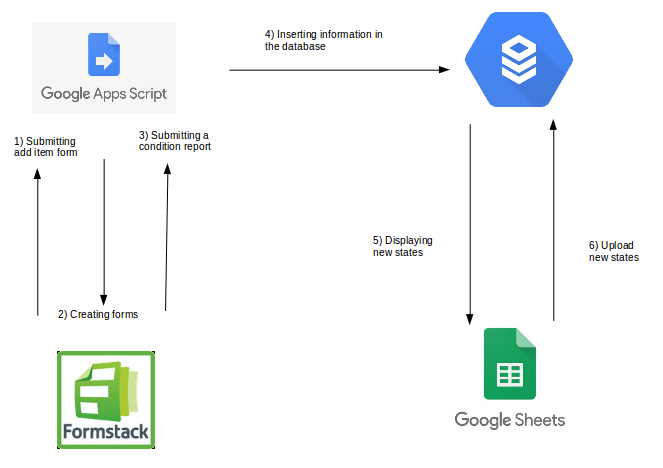 4) Inserting information in
the database
Google Apps Script
1) Submitting
add item form
3) Submitting a
condition report
5) Displaying
new states
6) Upload
new states
2) Creating forms
Formstack
Google Sheets